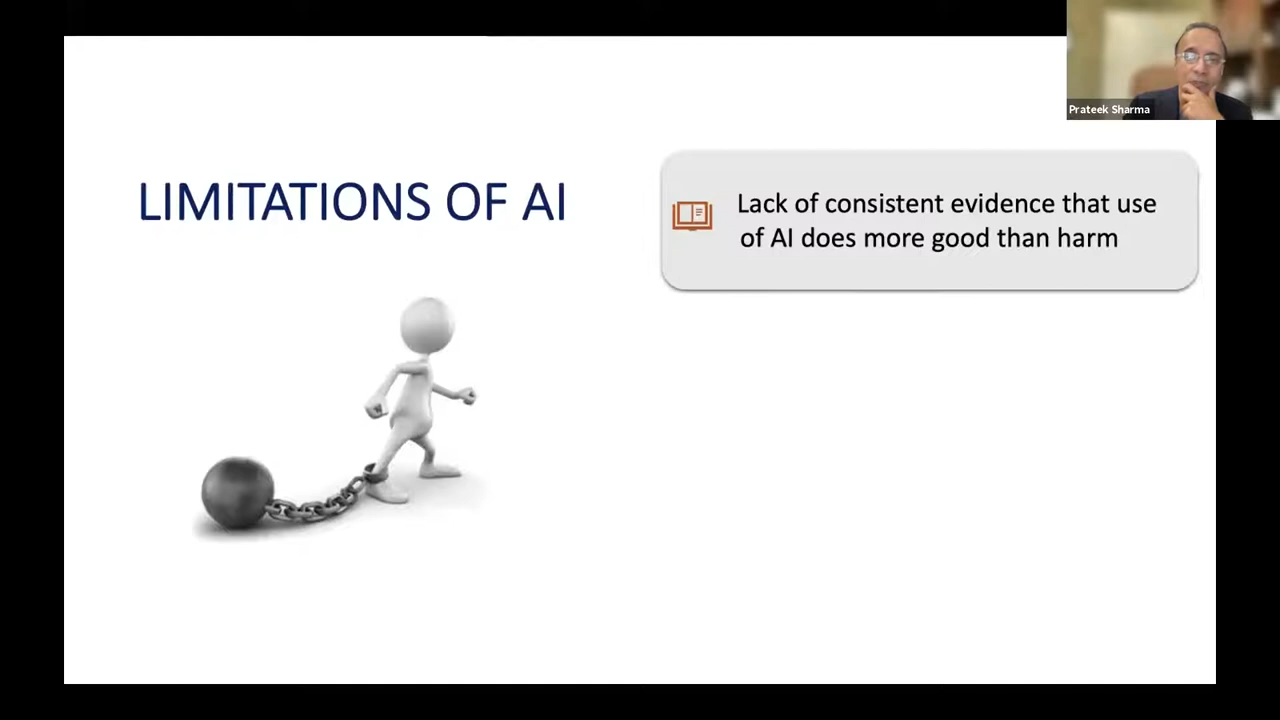 Prateek Sharma
LIMITATIONS OF AI
Lack of consistent evidence that use
of AI does more good than harm